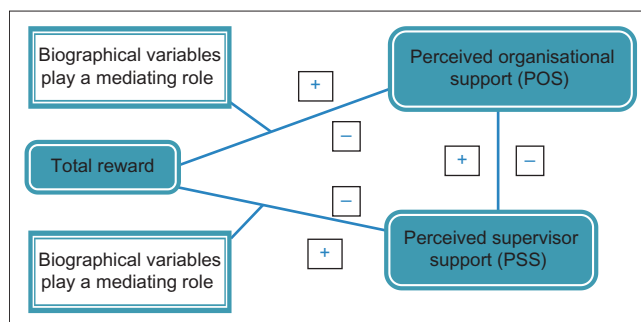 Biographical variables
play a mediating role
+
Perceived organisational
support (POS)
–
Total reward
+
–
–
Biographical variables
play a mediating role
+
Perceived supervisor
support (PSS)